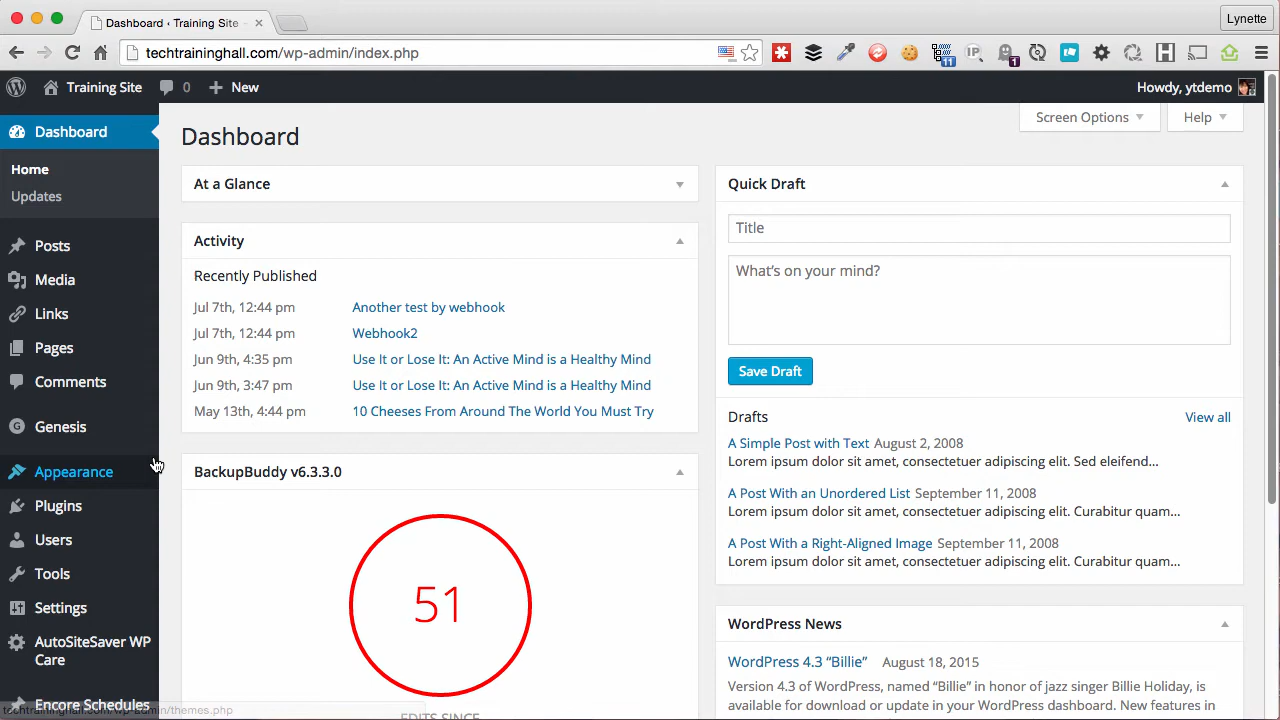 Dashboard ‹ Training Site -
Lynette
techtraininghall.com/wp-admin/index.php
11
IP
1
Training Site
0
New
Howdy, ytdemo
Dashboard
Home
Updates
Posts
Media
Links
Pages
Comments
Genesis
Appearance
Plugins
Users
Tools
Settings
AutoSiteSaver WP
Care
Encore Schedules
techtraininghall.com/wp-admin/themes.php
Screen Options
Help
Dashboard
At a Glance
Activity
Recently Published
Jul 7th, 12:44 pm Another test by webhook
Jul 7th, 12:44 pm Webhook2
Jun 9th, 4:35 pm Use It or Lose It: An Active Mind is a Healthy Mind
Jun 9th, 3:47 pm Use It or Lose It: An Active Mind is a Healthy Mind
May 13th, 4:44 pm 10 Cheeses From Around The World You Must Try
BackupBuddy v6.3.3.0
51
EDITS SINCE
Quick Draft
Title
What's on your mind?
Save Draft
Drafts
View all
A Simple Post with Text August 2, 2008
Lorem ipsum dolor sit amet, consectetuer adipiscing elit. Sed eleifend...
A Post With an Unordered List September 11, 2008
Lorem ipsum dolor sit amet, consectetuer adipiscing elit. Curabitur quam...
A Post With a Right-Aligned Image September 11, 2008
Lorem ipsum dolor sit amet, consectetuer adipiscing elit. Curabitur quam...
WordPress News
WordPress 4.3 “Billie” August 18, 2015
Version 4.3 of WordPress, named “Billie” in honor of jazz singer Billie Holiday, is
available for download or update in your WordPress dashboard. New features in